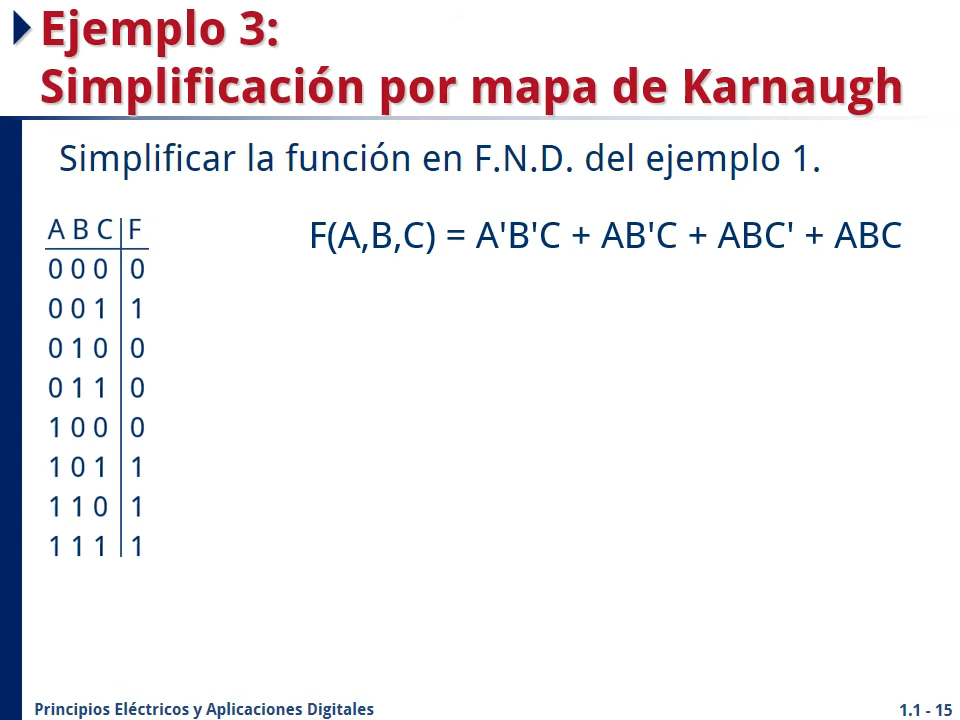 Ejemplo 3:
Simplificación por mapa de Karnaugh
Simplificar la función en F.N.D. del ejemplo 1.
F(A,B,C) = A'B'C + AB'C + ABC' + ABC
A B C F
0 0 0 0
0 0 1 1
0 1 0 0
0 1 1 0
1 0 0 0
1 0 1 1
1 1 0 1
1 1 1 1
Principios Eléctricos y Aplicaciones Digitales
1.1 - 15